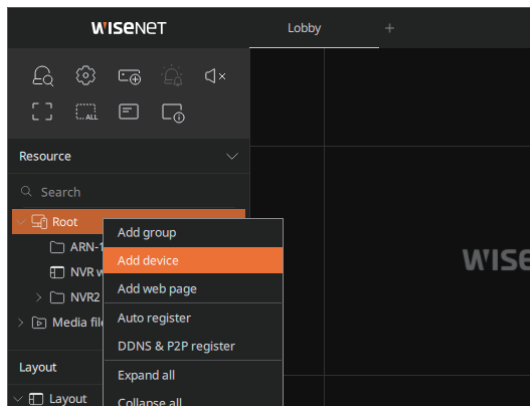 WISENET
Lobby
+
ALL
Resource
Search
Root
Add group
ARN-1
Add device
NVR w
WISE
Add web page
NVR2
Auto register
Media file
DDNS & P2P register
Layout
Expand all
Layout
Collapse all